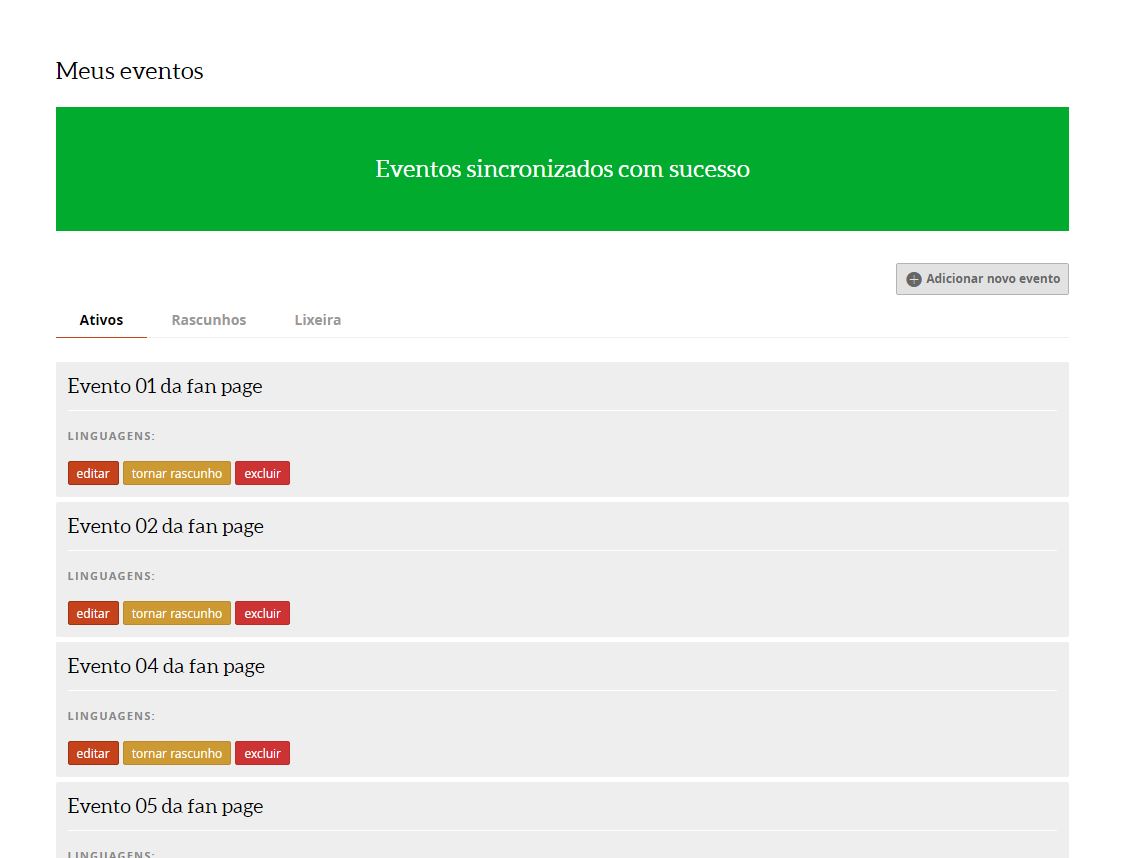 Meus eventos
Eventos sincronizados com sucesso
Adicionar novo evento
Ativos Rascunhos Lixeira
Evento 01 da fan page
LINGUAGENS:
editar tornar rascunho excluir
Evento 02 da fan page
LINGUAGENS:
editar tornar rascunho excluir
Evento 04 da fan page
LINGUAGENS:
editar tornar rascunho excluir
Evento 05 da fan page
LINGUAGENS: